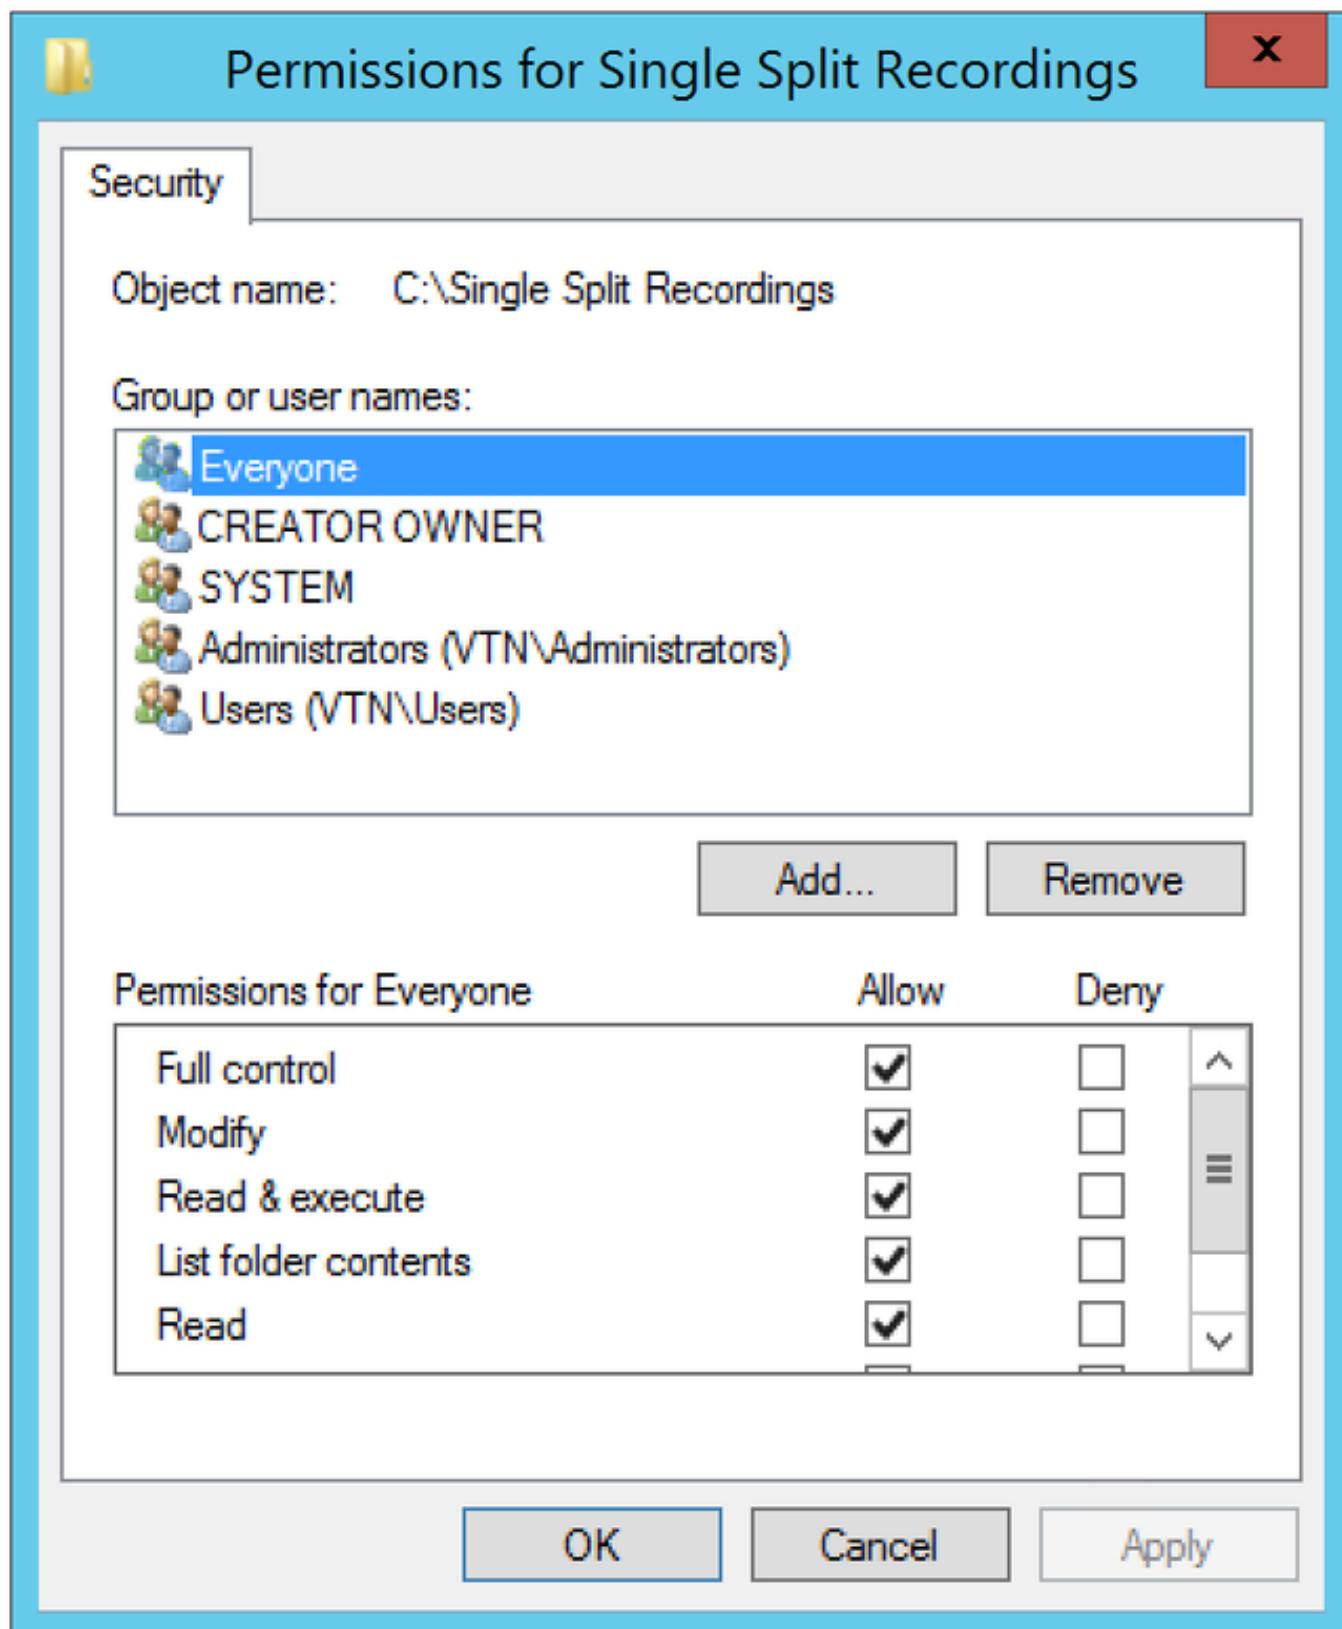 Permissions for Single Split Recordings
x
Security
Object name: C:\Single Split Recordings
Group or user names:
Everyone
CREATOR OWNER
SYSTEM
Administrators (VTN\Administrators)
Users (VTN\Users)
Add... Remove
Permissions for Everyone Allow Deny
Full control
Modify
Read & execute
List folder contents
Read
OK Cancel Apply